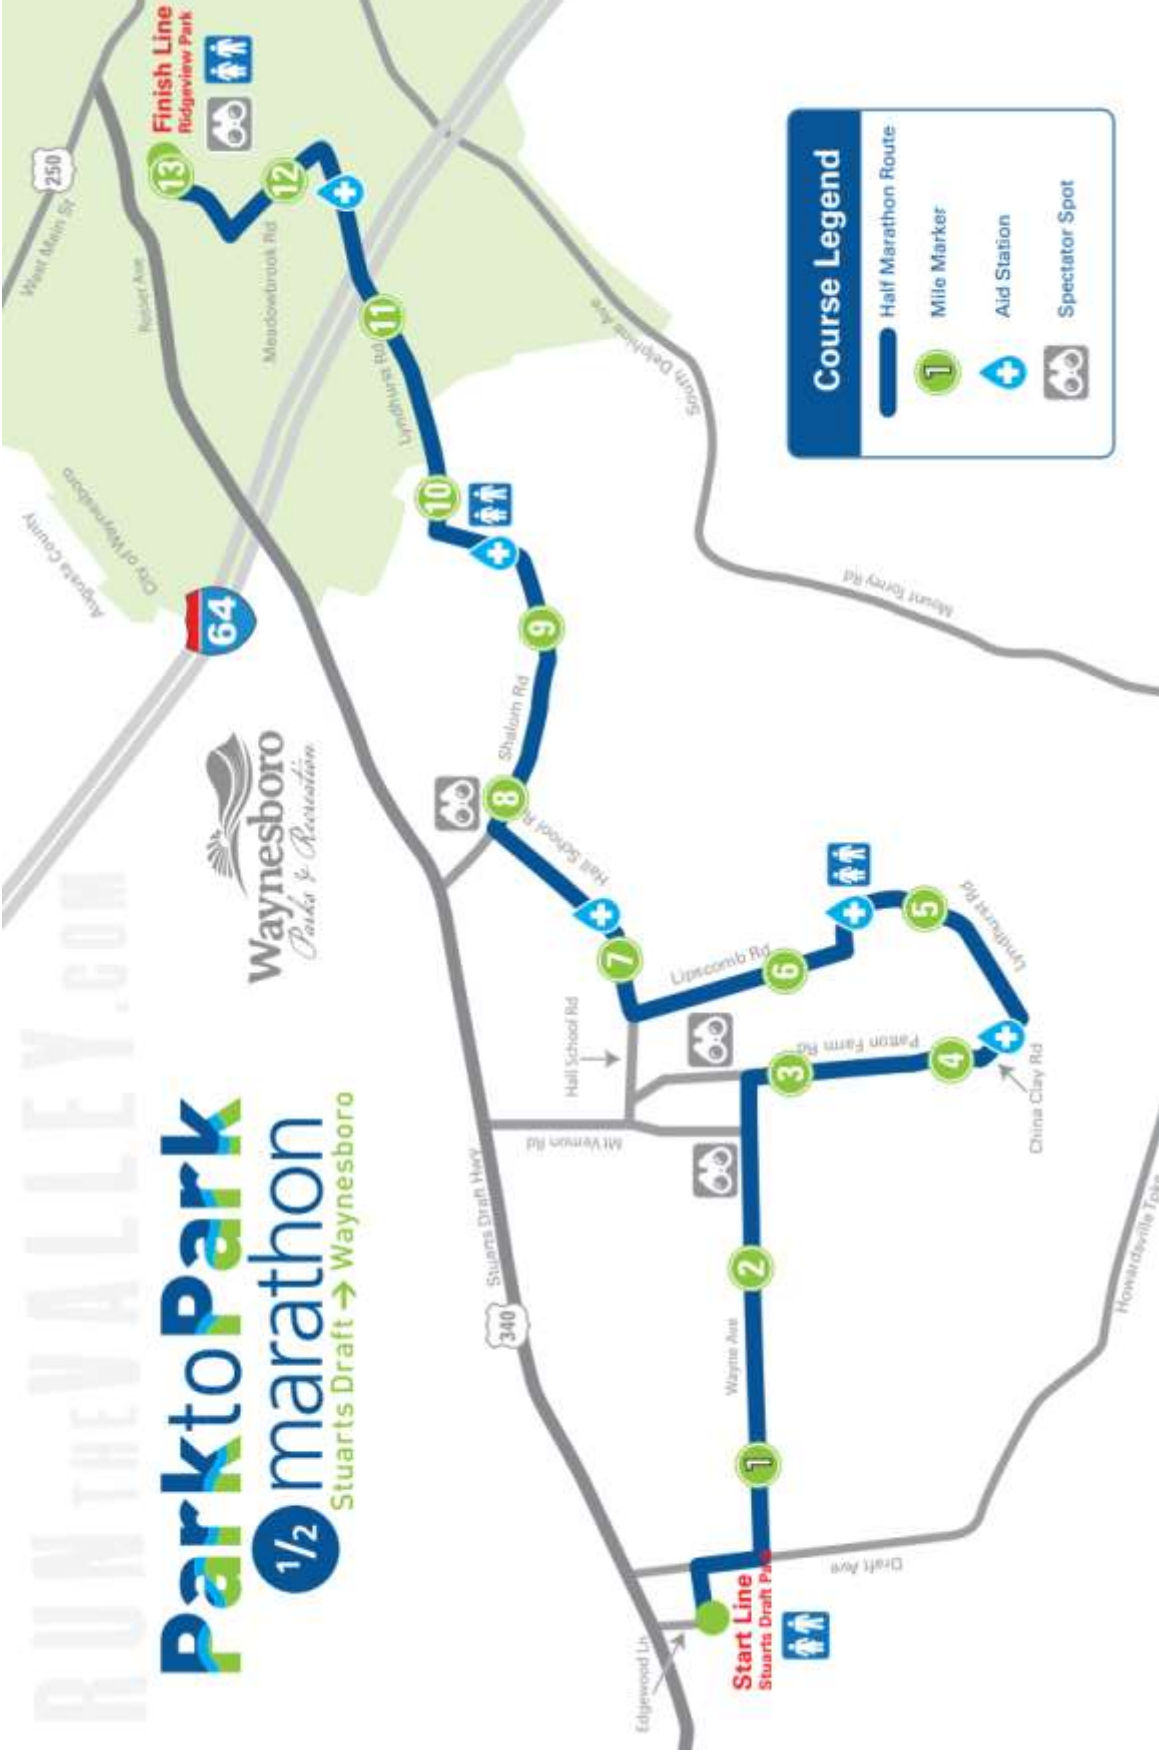 RUN THE VALLEY.COM
Park to Park
1/2 marathon
Stuarts Draft → Waynesboro
Waynesboro
Parks & Recreation
64
Augusta County
City of Waynesboro
West Main St
250
Rosser Ave
Finish Line
Ridgeview Park
13
12
Meadowbrook Rd
11
Lyndhurst Rd
10
9
Shalom Rd
8
Hall School Rd
7
Hall School Rd
Lipscomb Rd
6
5
Lyndhurst Rd
China Clay Rd
4
Patton Farm Rd
3
Mt Vernon Rd
Stuarts Draft Hwy
340
2
Wayne Ave
1
Draft Ave
Start Line
Stuarts Draft Park
Edgewood Ln
Howardsville Tpke
Mount Torrey Rd
South Delphine Ave
Course Legend
Half Marathon Route
1
Mile Marker
Aid Station
Spectator Spot